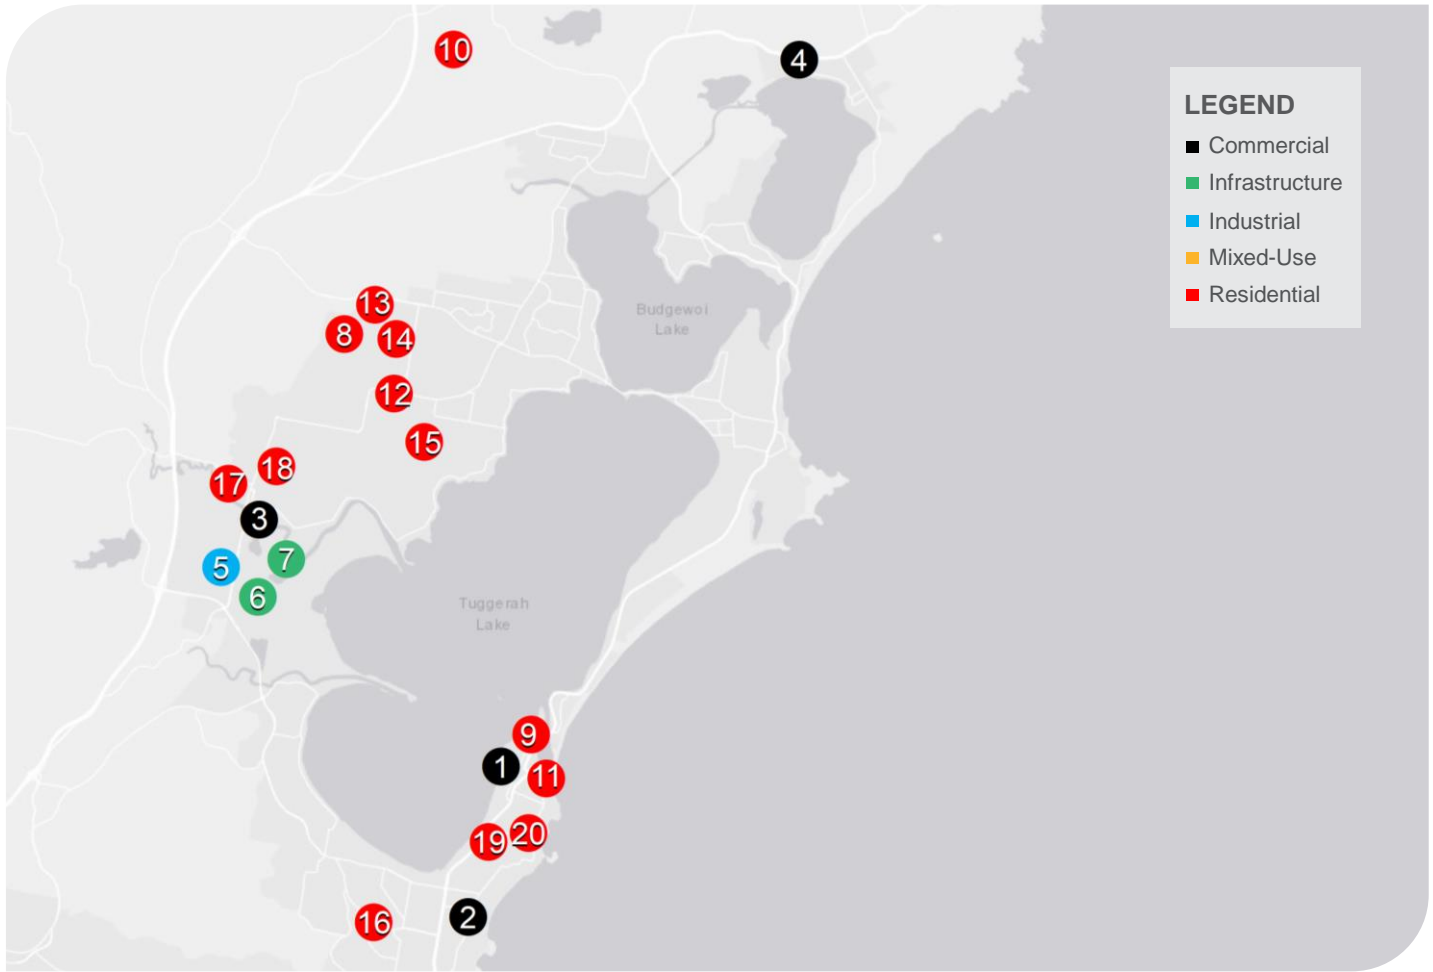 10
4
LEGEND
Commercial
Infrastructure
Industrial
Mixed-Use
Residential
13
8
14
Budgewoi
Lake
12
15
18
17
3
7
5
6
Tuggerah
Lake
9
1
11
20
19
2
16